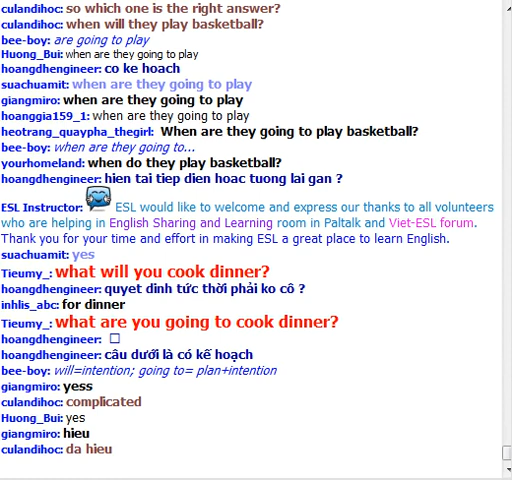 culandihoc: so which one is the right answer?
culandihoc: when will they play basketball?
bee-boy: are going to play
Huong_Bui: when are they going to play
hoangdhengineer: co ke hoach
suachuamit: when are they going to play
giangmiro: when are they going to play
hoanggia159_1: when are they going to play
heotrang_quaypha_thegirl: When are they going to play basketball?
bee-boy: when are they going to...
yourhomeland: when do they play basketball?
hoangdhengineer: hien tai tiep dien hoac tuong lai gan ?
ESL Instructor: ESL would like to welcome and express our thanks to all volunteers
who are helping in English Sharing and Learning room in Paltalk and Viet-ESL forum.
Thank you for your time and effort in making ESL a great place to learn English.
suachuamit: yes
Tieumy_: what will you cook dinner?
hoangdhengineer: quyet dinh tức thời phải ko cô ?
inhlis_abc: for dinner
Tieumy_: what are you going to cook dinner?
hoangdhengineer: □
hoangdhengineer: câu dưới là có kế hoạch
bee-boy: will=intention; going to= plan+intention
giangmiro: yess
culandihoc: complicated
Huong_Bui: yes
giangmiro: hieu
culandihoc: da hieu